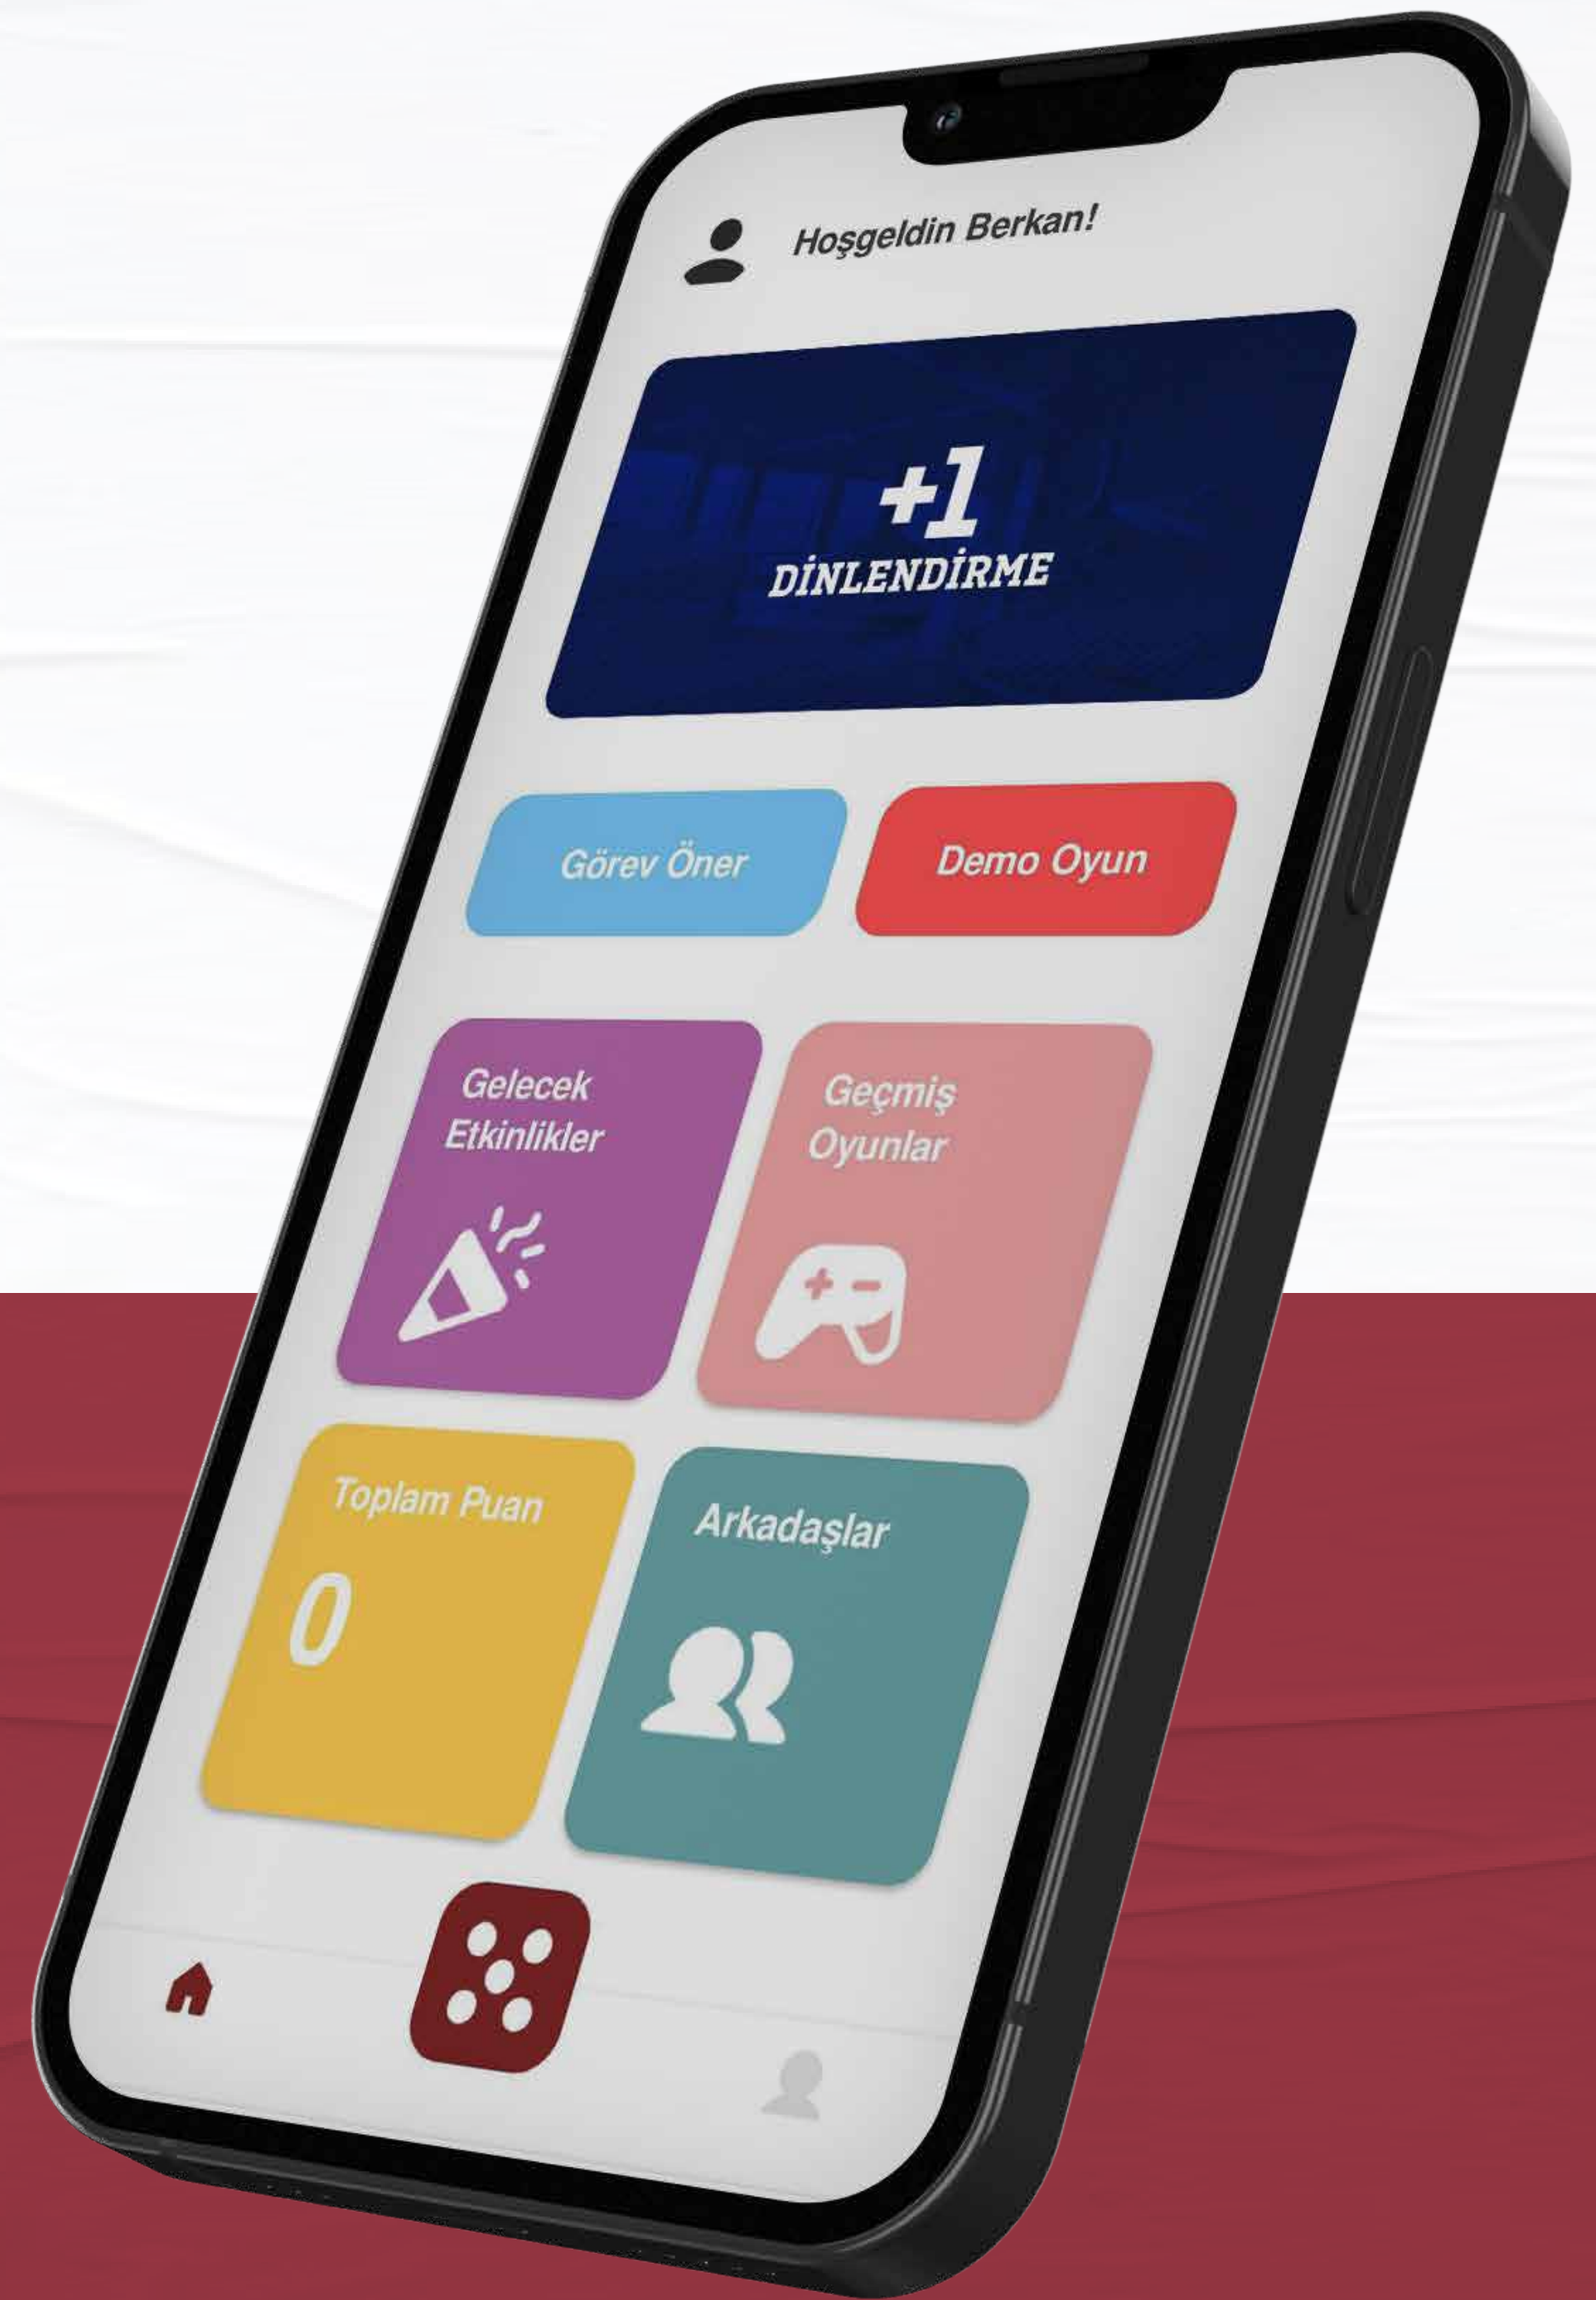 Hoşgeldin Berkan!
+1
DİNLENDİRME
Görev Öner
Demo Oyun
Gelecek
Etkinlikler
Geçmiş
Oyunlar
Toplam Puan
0
Arkadaşlar